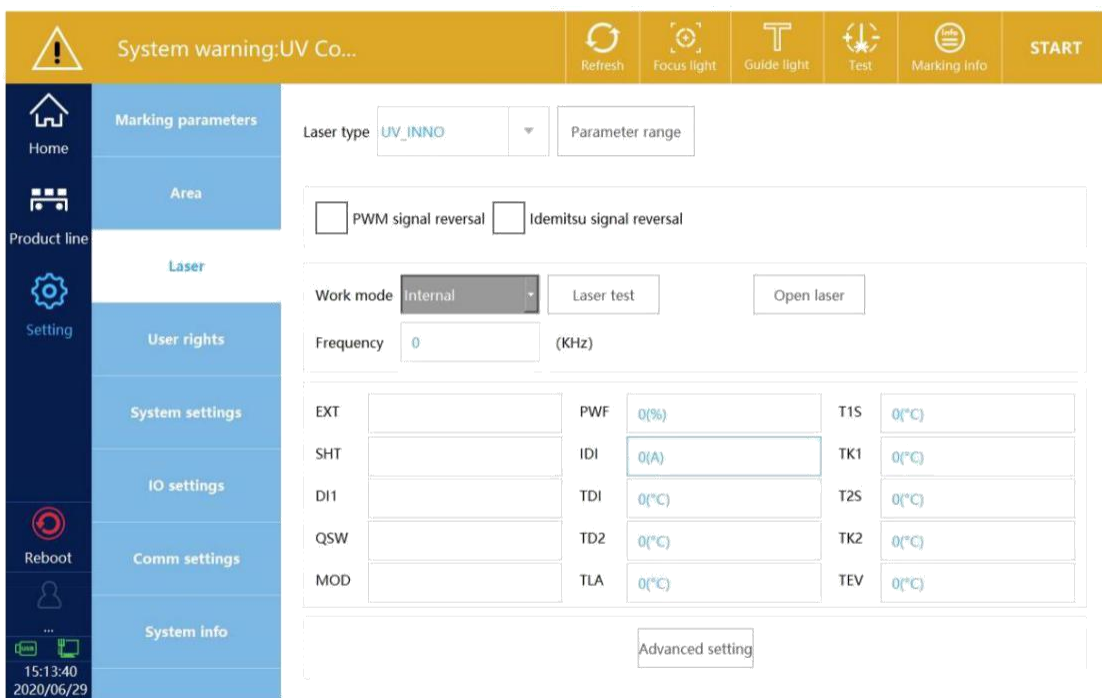 System warning:UV Co...
Refresh
Focus light
Guide light
Test
Info
Marking info
START
Home
Product line
Setting
Reboot
...
USB
15:13:40
2020/06/29
Marking parameters
Area
Laser
User rights
System settings
IO settings
Comm settings
System info
Laser type UV_INNO Parameter range
PWM signal reversal Idemitsu signal reversal
Work mode Internal Laser test Open laser
Frequency 0 (KHz)
EXT PWF 0(%) T1S 0(°C)
SHT IDI 0(A) TK1 0(°C)
DI1 TDI 0(°C) T2S 0(°C)
QSW TD2 0(°C) TK2 0(°C)
MOD TLA 0(°C) TEV 0(°C)
Advanced setting